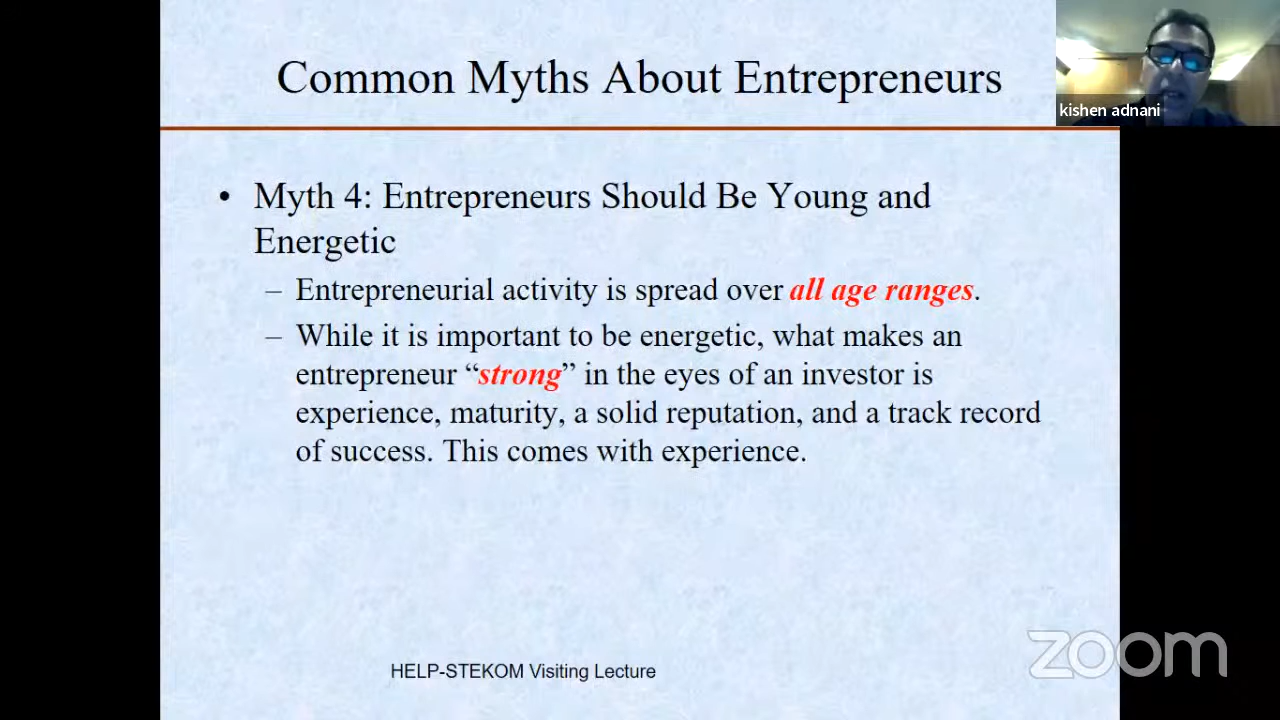 Common Myths About Entrepreneurs
kishen adnani
• Myth 4: Entrepreneurs Should Be Young and
Energetic
– Entrepreneurial activity is spread over all age ranges.
– While it is important to be energetic, what makes an
entrepreneur “strong” in the eyes of an investor is
experience, maturity, a solid reputation, and a track record
of success. This comes with experience.
HELP-STEKOM Visiting Lecture
zoom